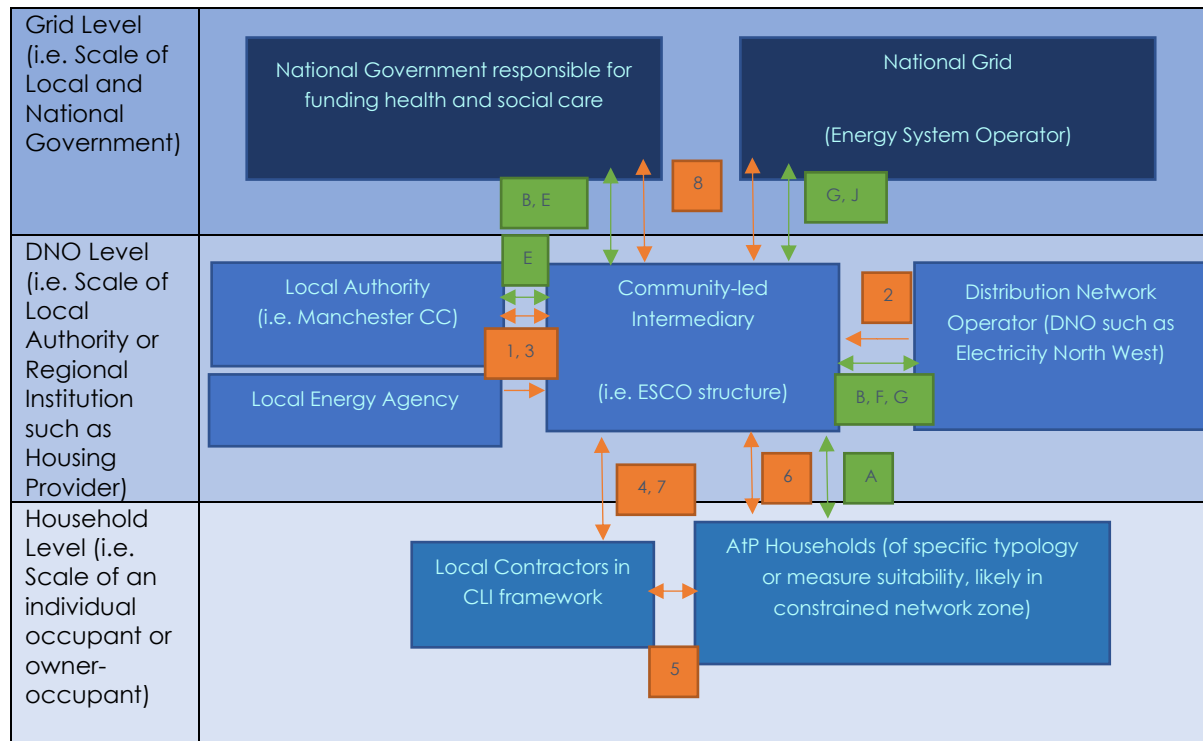 Grid Level
(i.e. Scale of
Local and
National
Government)
National Government responsible for
funding health and social care
National Grid
(Energy System Operator)
B, E
8
G, J
DNO Level
(i.e. Scale of
Local
Authority or
Regional
Institution
such as
Housing
Provider)
E
Local Authority
(i.e. Manchester CC)
1, 3
Local Energy Agency
Community-led
Intermediary
(i.e. ESCO structure)
2
Distribution Network
Operator (DNO such as
Electricity North West)
B, F, G
4, 7
6
A
Household
Level (i.e.
Scale of an
individual
occupant or
owner-
occupant)
Local Contractors in
CLI framework
AtP Households (of specific typology
or measure suitability, likely in
constrained network zone)
5